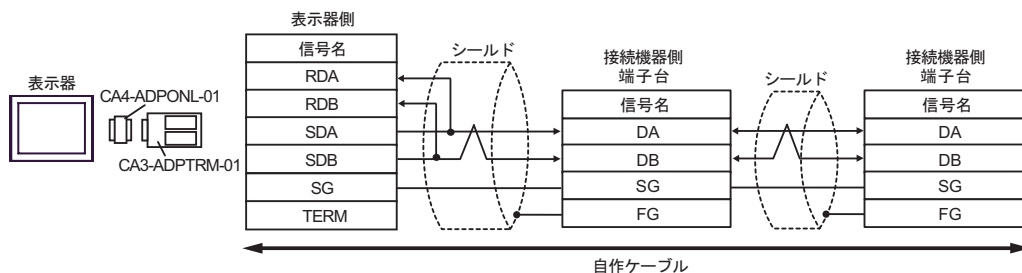 表示器
CA4-ADPONL-01
CA3-ADPTRM-01
表示器側
信号名
RDA
RDB
SDA
SDB
SG
TERM
シールド
接続機器側
端子台
信号名
DA
DB
SG
FG
シールド
接続機器側
端子台
信号名
DA
DB
SG
FG
自作ケーブル